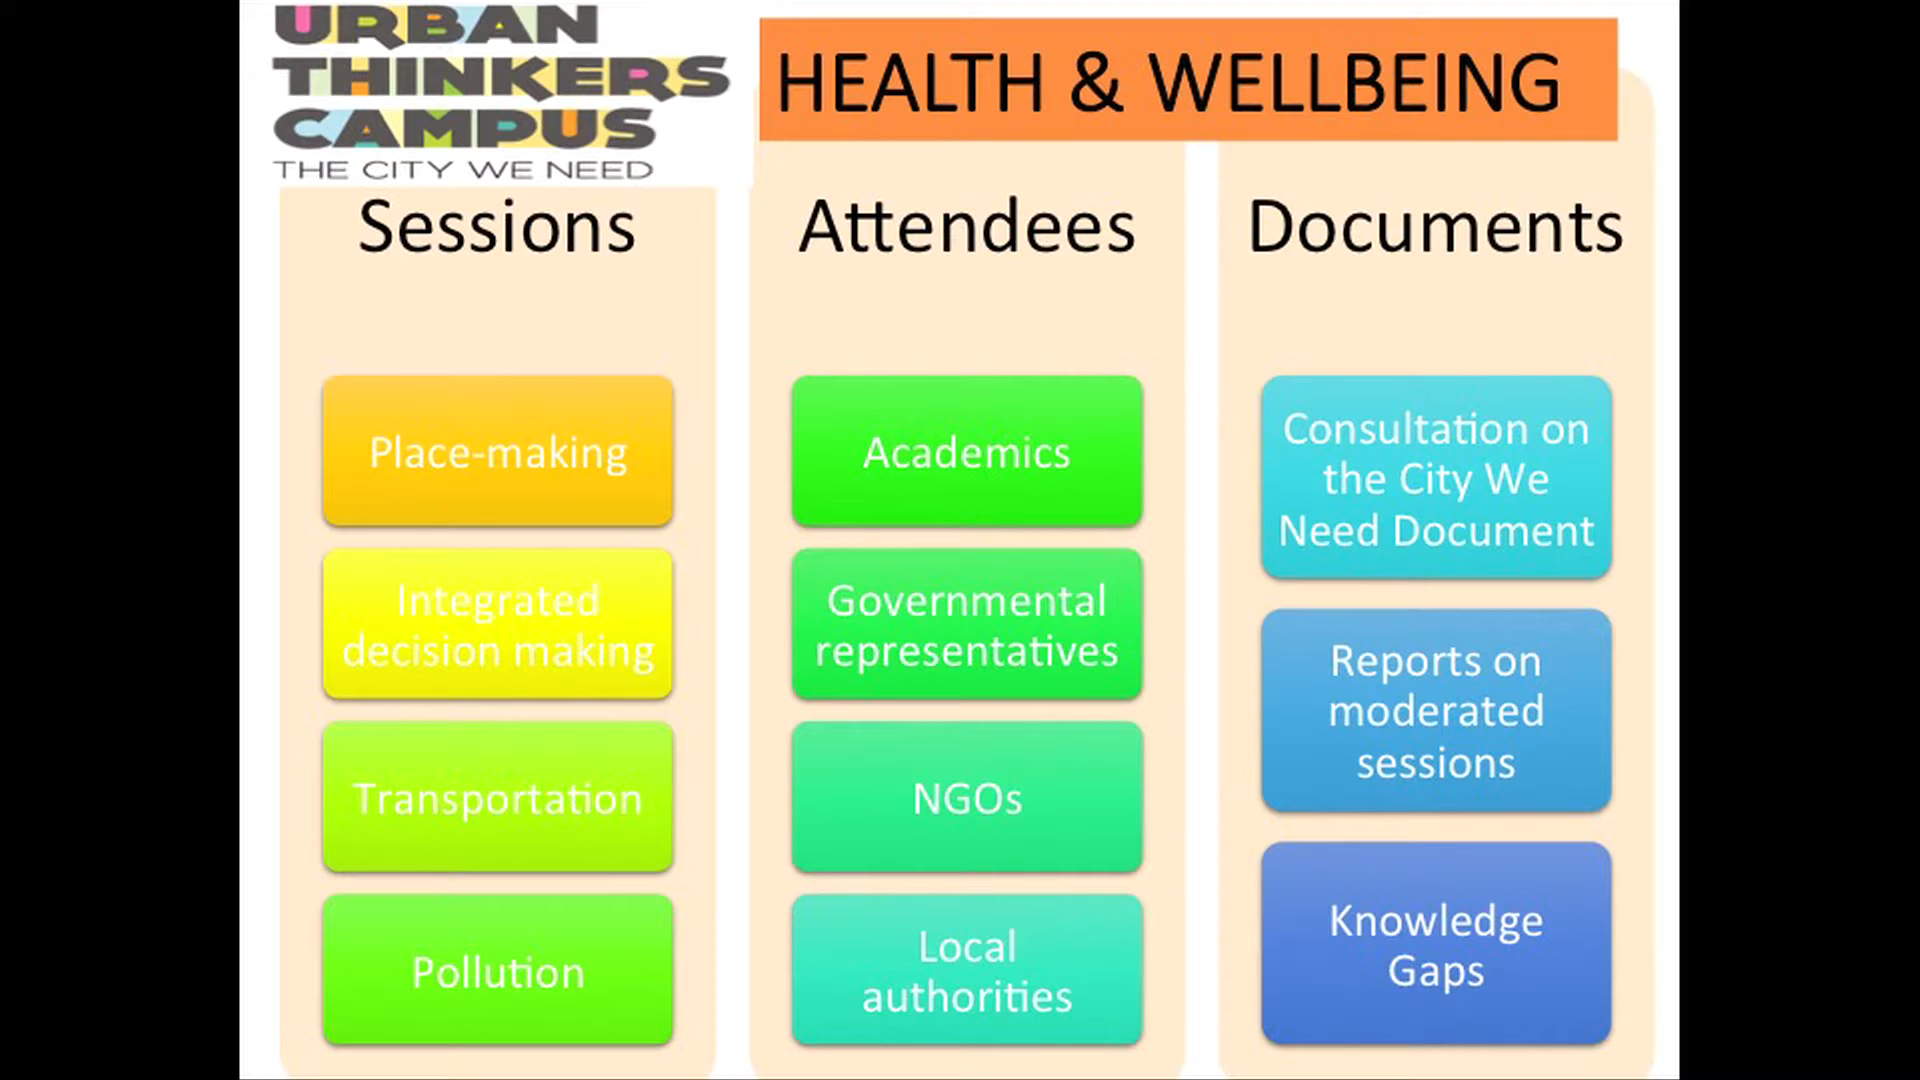 URBAN
THINKERS
CAMPUS
THE CITY WE NEED
HEALTH & WELLBEING
Sessions
Place-making
Integrated
decision making
Transportation
Pollution
Attendees
Academics
Governmental
representatives
NGOs
Local
authorities
Documents
Consultation on
the City We
Need Document
Reports on
moderated
sessions
Knowledge
Gaps